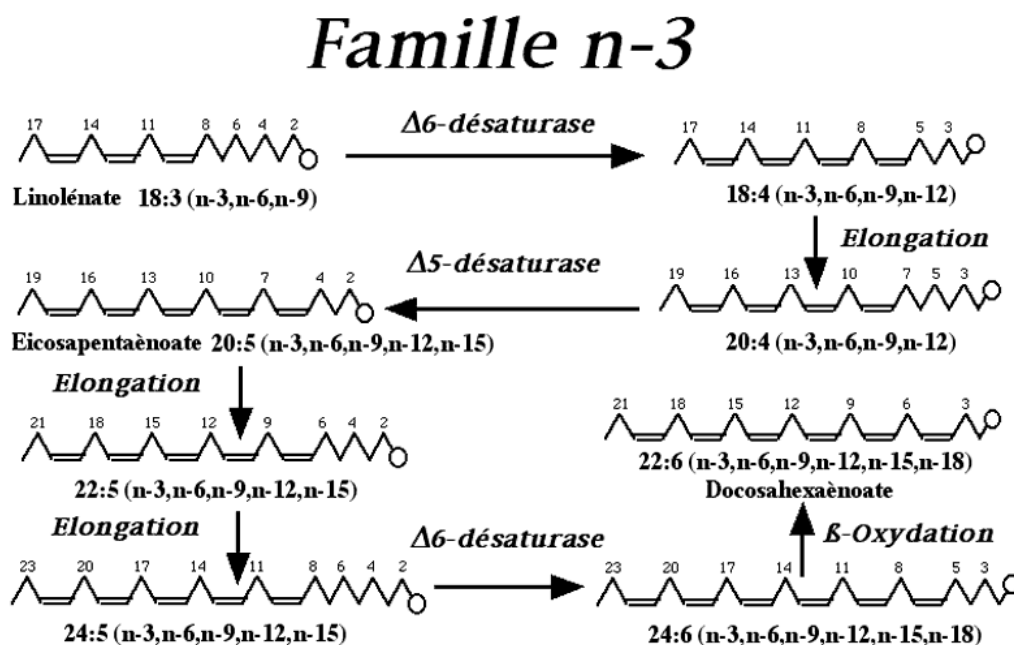 Famille n-3
17 14 11 8 6 4 2
Δ6-désaturase
17 14 11 8 5 3
Linolénate 18:3 (n-3,n-6,n-9)
18:4 (n-3,n-6,n-9,n-12)
Elongation
19 16 13 10 7 4 2
Δ5-désaturase
19 16 13 10 7 5 3
Eicosapentaènoate 20:5 (n-3,n-6,n-9,n-12,n-15)
20:4 (n-3,n-6,n-9,n-12)
Elongation
21 18 15 12 9 6 4 2
21 18 15 12 9 6 3
22:5 (n-3,n-6,n-9,n-12,n-15)
22:6 (n-3,n-6,n-9,n-12,n-15,n-18)
Docosahexaènoate
Elongation
Δ6-désaturase
ß-Oxydation
23 20 17 14 11 8 6 4 2
23 20 17 14 11 8 5 3
24:5 (n-3,n-6,n-9,n-12,n-15)
24:6 (n-3,n-6,n-9,n-12,n-15,n-18)